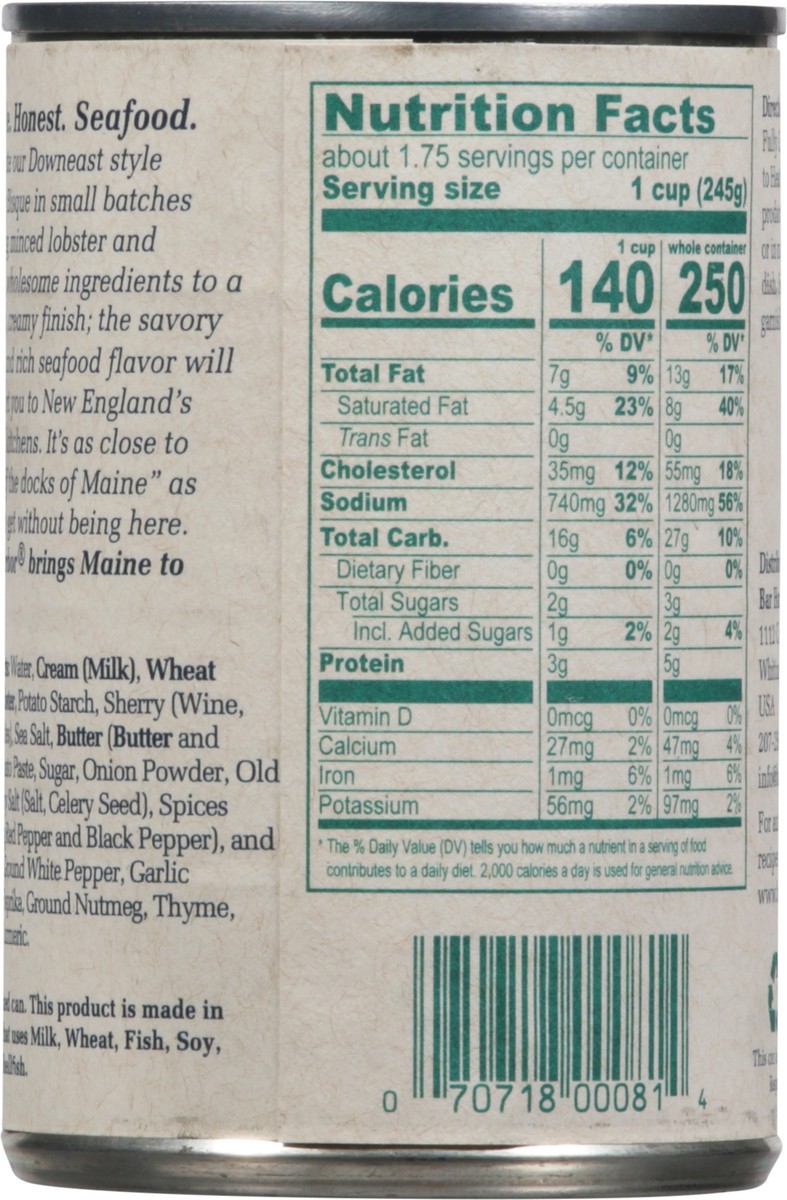 Honest. Seafood.
our Downeast style
in small batches
minced lobster and
ingredients to a
finish; the savory
rich seafood flavor will
you to New England's
It's as close to
docks of Maine" as
without being here.
brings Maine to
Water, Cream (Milk), Wheat
Potato Starch, Sherry (Wine,
Sea Salt, Butter (Butter and
Paste, Sugar, Onion Powder, Old
Salt (Salt, Celery Seed), Spices
Pepper and Black Pepper), and
White Pepper, Garlic
Ground Nutmeg, Thyme,
can. This product is made in
uses Milk, Wheat, Fish, Soy,
Nutrition Facts
about 1.75 servings per container
Serving size 1 cup (245g)
1 cup whole container
Calories 140 250
% DV* % DV*
Total Fat 7g 9% 13g 17%
Saturated Fat 4.5g 23% 8g 40%
Trans Fat 0g 0g
Cholesterol 35mg 12% 55mg 18%
Sodium 740mg 32% 1280mg 56%
Total Carb. 16g 6% 27g 10%
Dietary Fiber 0g 0% 0g 0%
Total Sugars 2g 3g
Incl. Added Sugars 1g 2% 2g 4%
Protein 3g 5g
Vitamin D 0mcg 0% 0mcg 0%
Calcium 27mg 2% 47mg 4%
Iron 1mg 6% 1mg 6%
Potassium 56mg 2% 97mg 2%
* The % Daily Value (DV) tells you how much a nutrient in a serving of food
contributes to a daily diet. 2,000 calories a day is used for general nutrition advice.
0 70718 00081 4
to
or in
Bar
USA